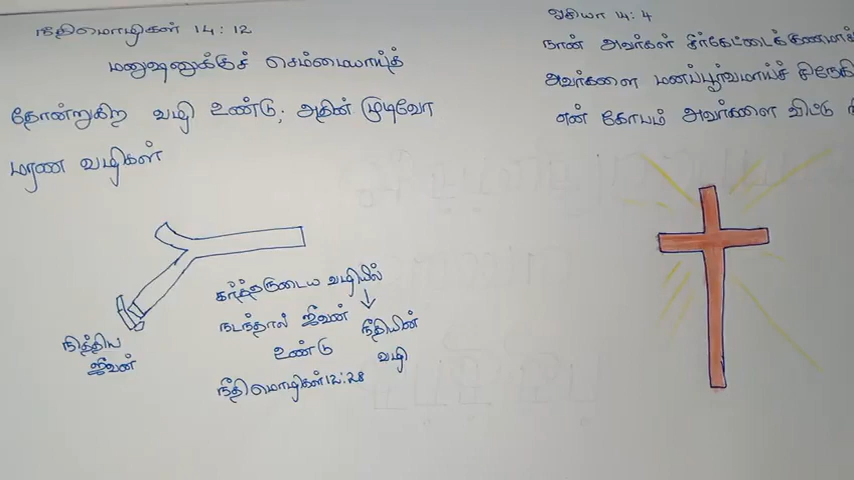 நீதிமொழிகள் 14 : 12
மனுஷனுக்குச் செம்மையாய்த்
தோன்றுகிற வழி உண்டு; அதின் முடிவோ
மரண வழிகள்
நித்திய
ஜீவன்
கர்த்தருடைய வழியில்
நடந்தால் ஜீவன்
உண்டு
நீதிமொழிகள் 12:28
நீதியின்
வழி
ஓசியா 14 : 4
நான் அவர்கள் சீர்கேட்டைக்குணமாக்
அவர்களை மனப்பூர்வமாய்ச் சிநேகி
என் கோபம் அவர்களை விட்டு